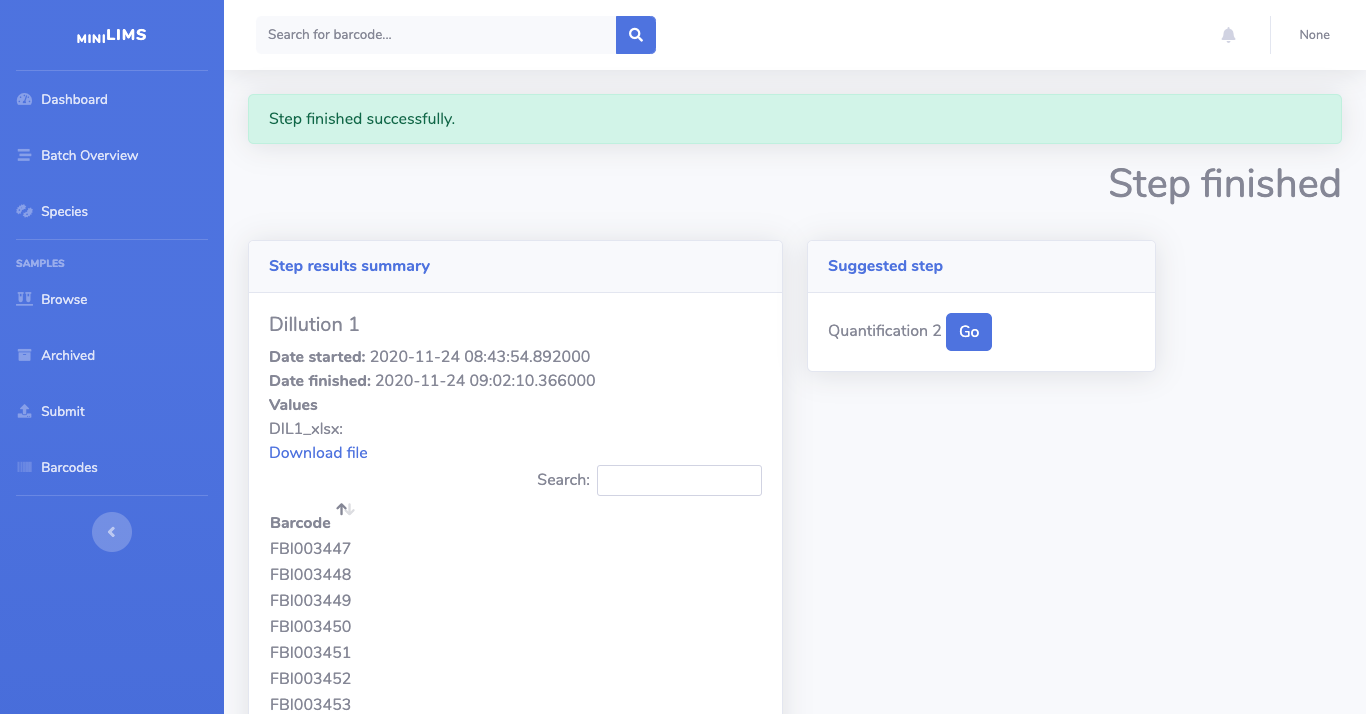 MINILIMS
Dashboard
Batch Overview
Species
SAMPLES
Browse
Archived
Submit
Barcodes
Search for barcode...
None
Step finished successfully.
Step finished
Step results summary
Dillution 1
Date started: 2020-11-24 08:43:54.892000
Date finished: 2020-11-24 09:02:10.366000
Values
DIL1_xlsx:
Download file
Search:
Barcode
FBI003447
FBI003448
FBI003449
FBI003450
FBI003451
FBI003452
FBI003453
Suggested step
Quantification 2 Go